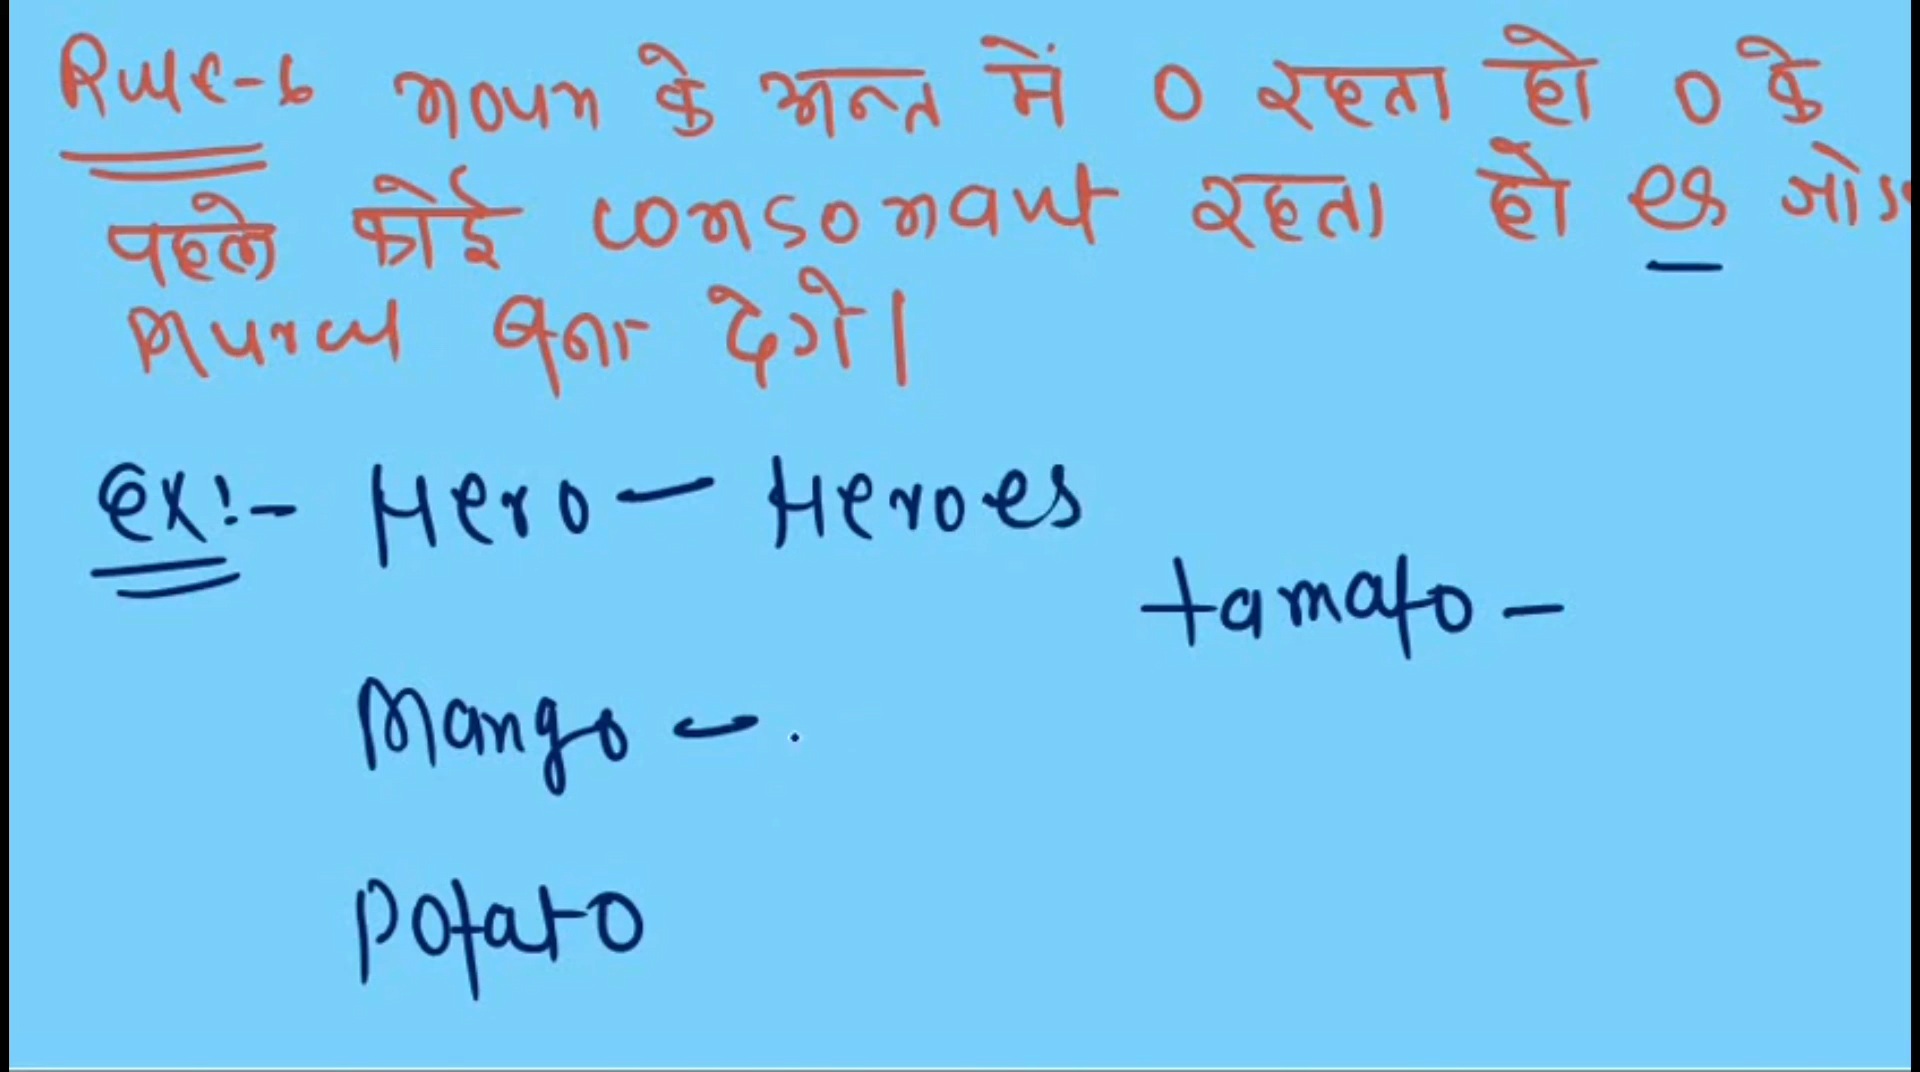 Rule-6 noun के अन्त में o रहता हो o के
पहले कोई consonant रहता हो es जोड़
Plural बना देगे।
Ex:- Hero - Heroes
tamato -
Mango -
Potato